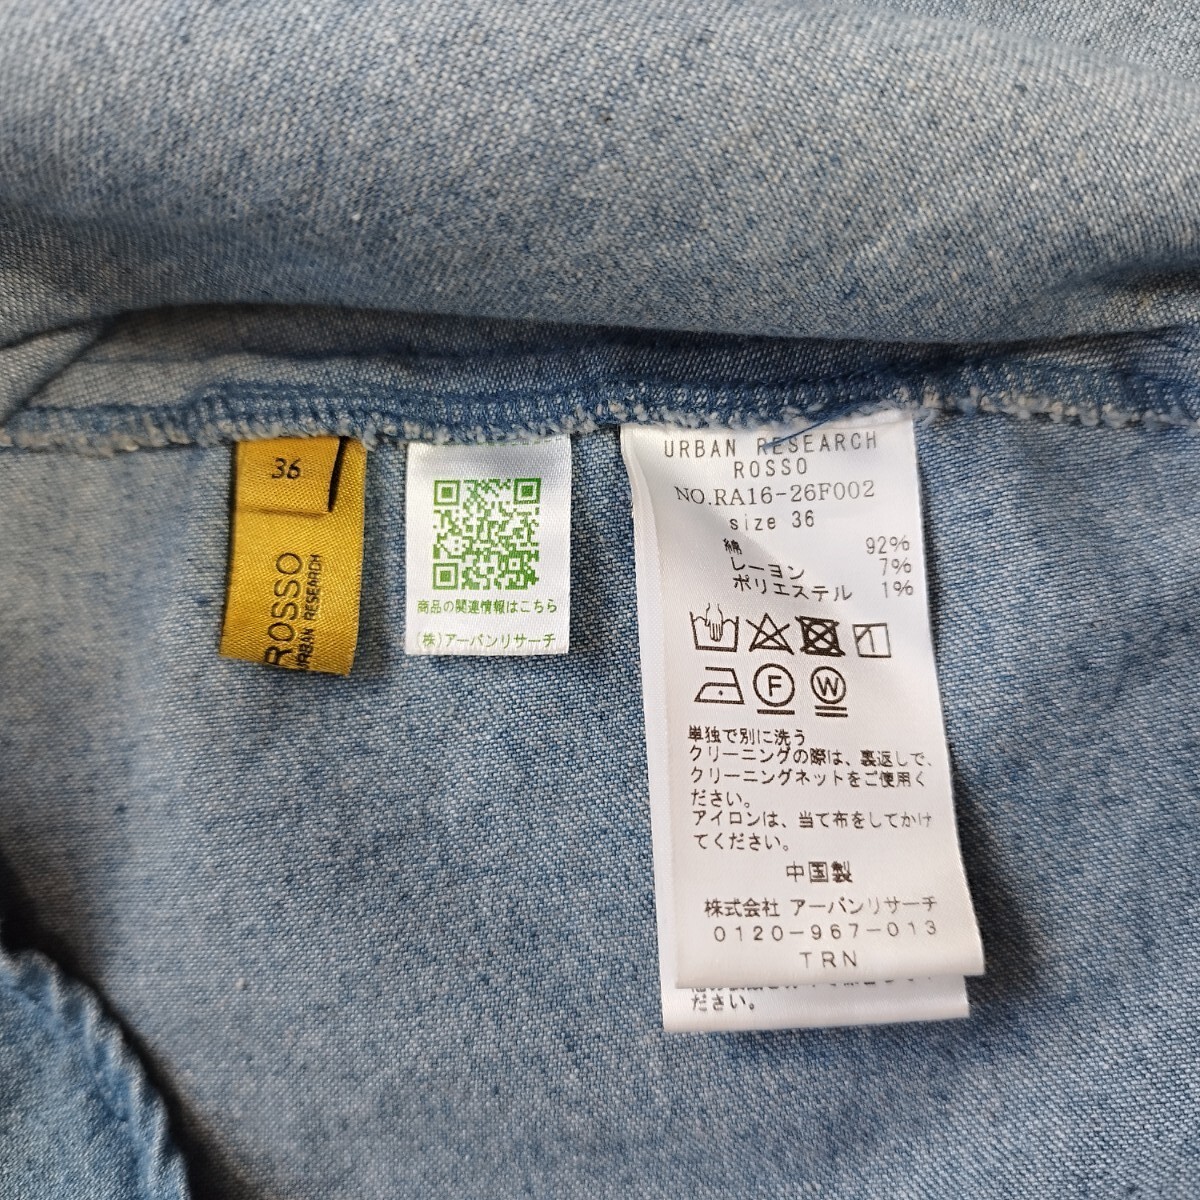 36
ROSSO
URBAN RESEARCH
商品の関連情報はこちら
(株)アーバンリサーチ
URBAN RESEARCH
ROSSO
NO.RA16-26F002
size 36
綿 92%
レーヨン 7%
ポリエステル 1%
F W
単独で別に洗う
クリーニングの際は、裏返しで、
クリーニングネットをご使用く
ださい。
アイロンは、当て布をしてかけ
てください。
中国製
株式会社 アーバンリサーチ
0120-967-013
TRN
ださい。